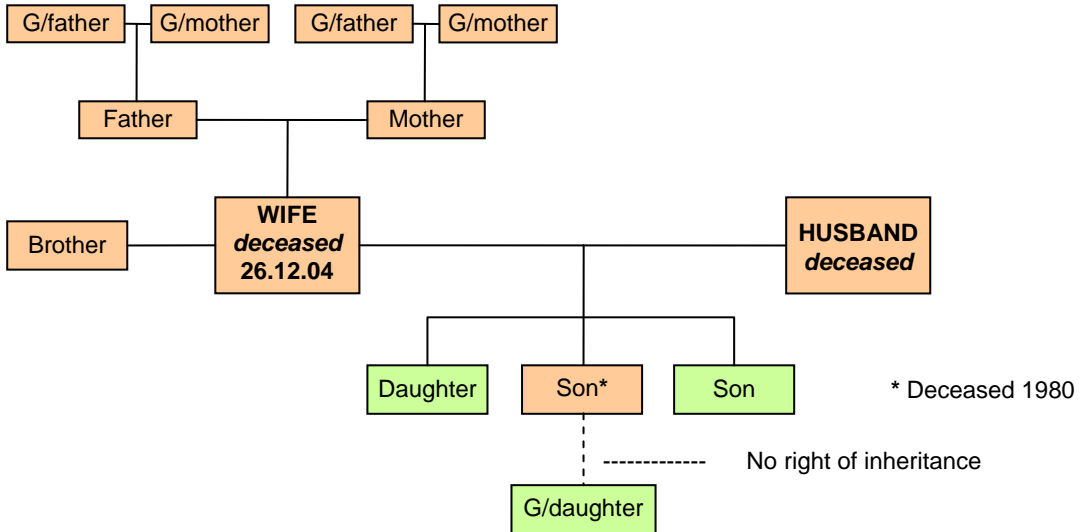 G/father G/mother G/father G/mother
Father Mother
WIFE
deceased
26.12.04
Brother
HUSBAND
deceased
Daughter Son* Son * Deceased 1980
No right of inheritance
G/daughter